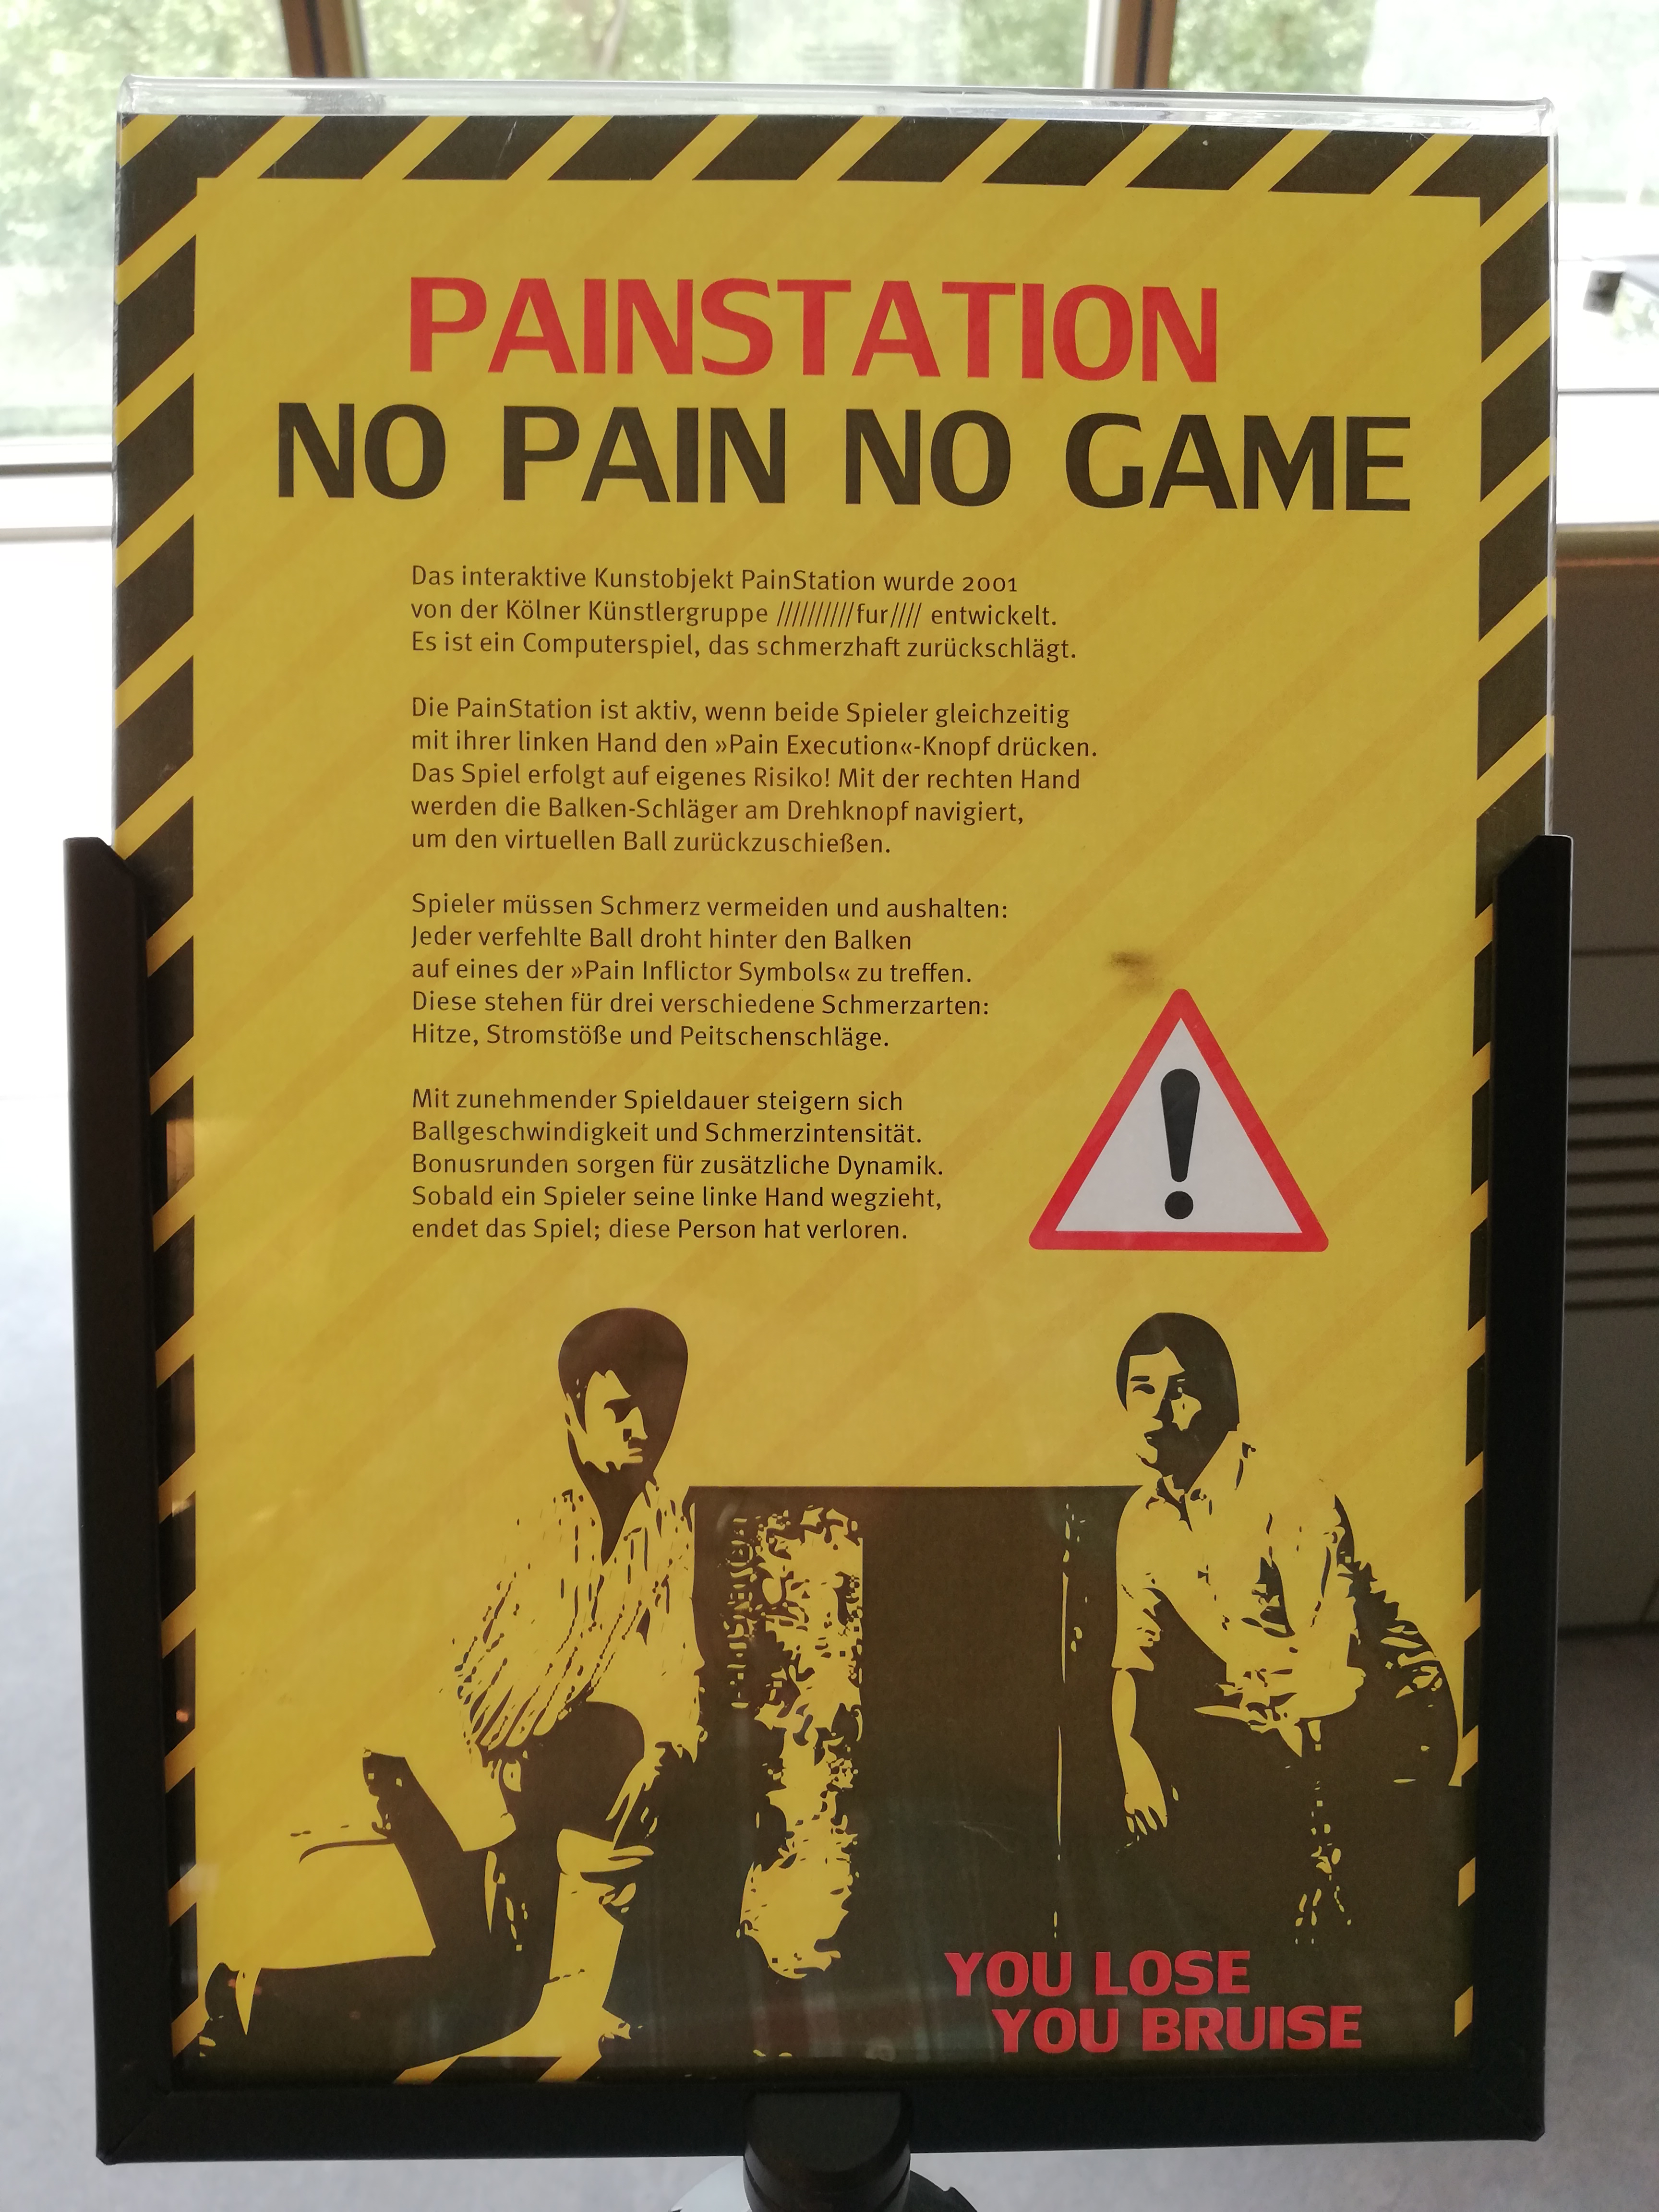 PAINSTATION
NO PAIN NO GAME
Das interaktive Kunstobjekt PainStation wurde 2001
von der Kölner Künstlergruppe //////////fur//// entwickelt.
Es ist ein Computerspiel, das schmerzhaft zurückschlägt.
Die PainStation ist aktiv, wenn beide Spieler gleichzeitig
mit ihrer linken Hand den »Pain Execution«-Knopf drücken.
Das Spiel erfolgt auf eigenes Risiko! Mit der rechten Hand
werden die Balken-Schläger am Drehknopf navigiert,
um den virtuellen Ball zurückzuschießen.
Spieler müssen Schmerz vermeiden und aushalten:
Jeder verfehlte Ball droht hinter den Balken
auf eines der »Pain Inflictor Symbols« zu treffen.
Diese stehen für drei verschiedene Schmerzarten:
Hitze, Stromstöße und Peitschenschläge.
Mit zunehmender Spieldauer steigern sich
Ballgeschwindigkeit und Schmerzintensität.
Bonusrunden sorgen für zusätzliche Dynamik.
Sobald ein Spieler seine linke Hand wegzieht,
endet das Spiel; diese Person hat verloren.
YOU LOSE
YOU BRUISE